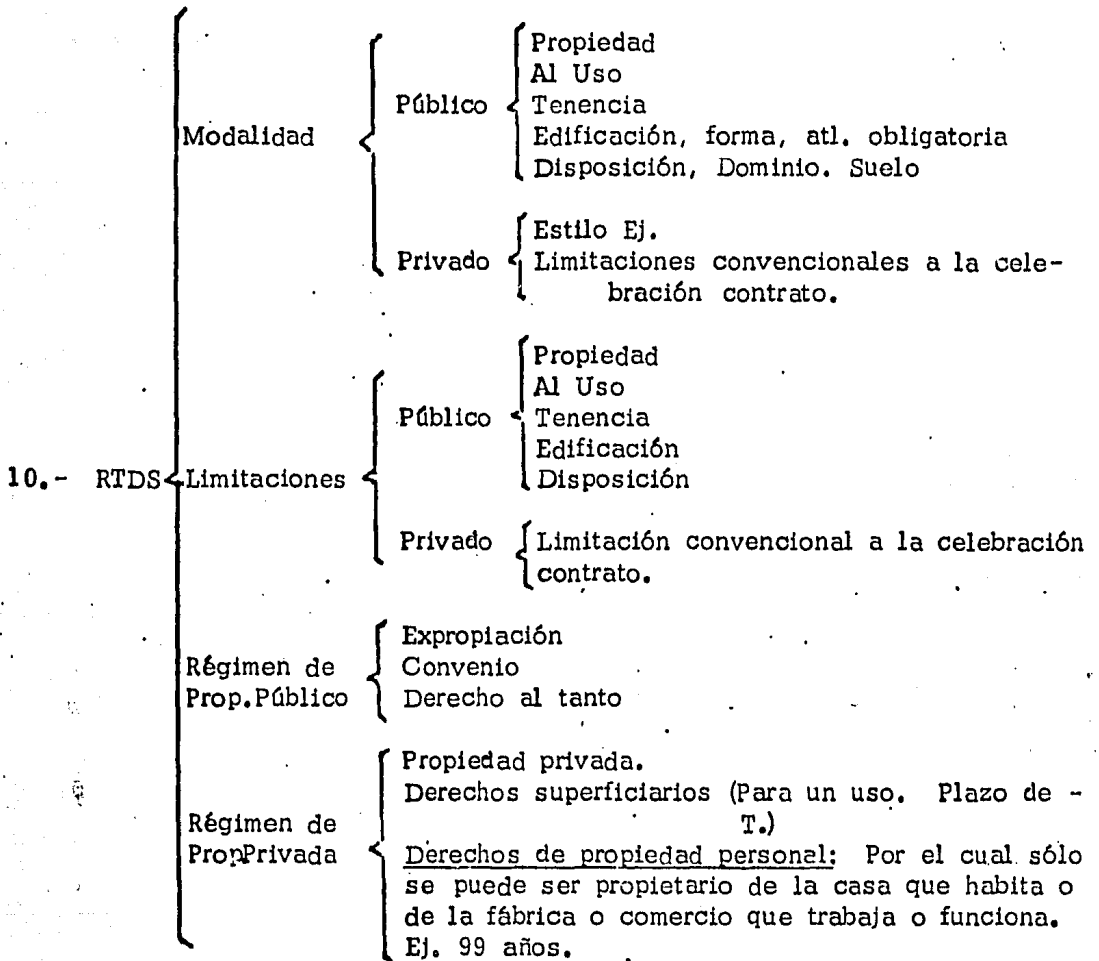 10.- RTDS
Modalidad
Público
Propiedad
Al Uso
Tenencia
Edificación, forma, atl. obligatoria
Disposición, Dominio. Suelo
Privado
Estilo Ej.
Limitaciones convencionales a la cele-
bración contrato.
Limitaciones
Público
Propiedad
Al Uso
Tenencia
Edificación
Disposición
Privado
Limitación convencional a la celebración
contrato.
Régimen de
Prop.Público
Expropiación
Convenio
Derecho al tanto
Régimen de
PropPrivada
Propiedad privada.
Derechos superficiarios (Para un uso. Plazo de -
T.)
Derechos de propiedad personal: Por el cual sólo
se puede ser propietario de la casa que habita o
de la fábrica o comercio que trabaja o funciona.
Ej. 99 años.